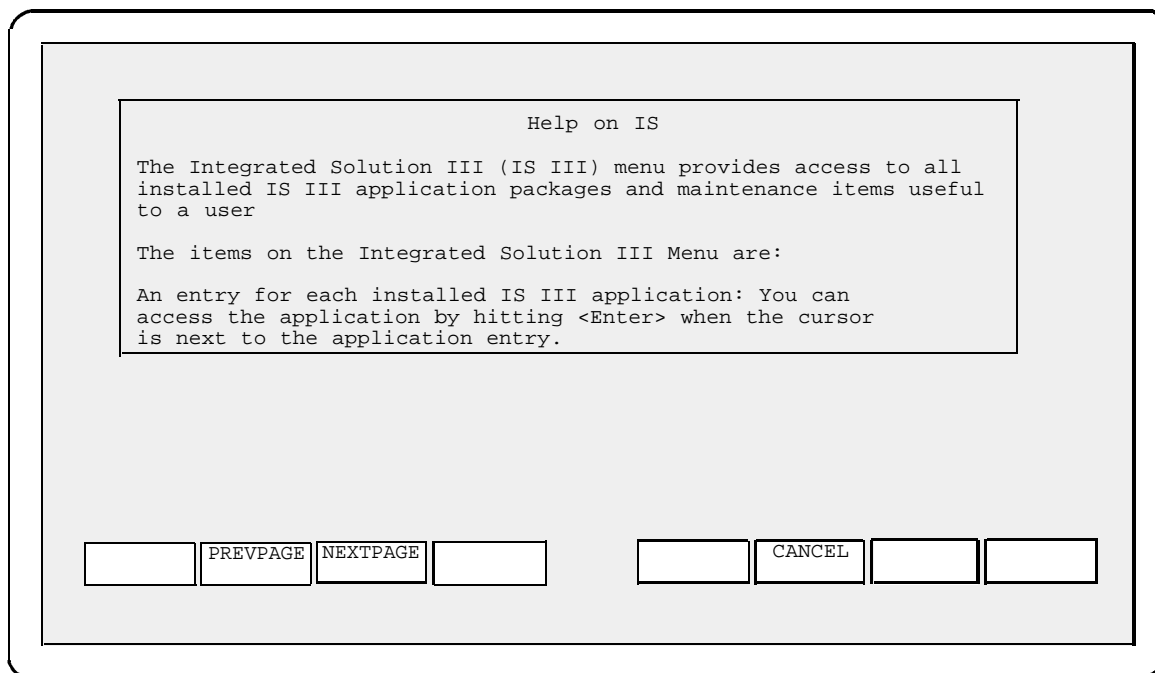 Help on IS
The Integrated Solution III (IS III) menu provides access to all
installed IS III application packages and maintenance items useful
to a user
The items on the Integrated Solution III Menu are:
An entry for each installed IS III application: You can
access the application by hitting <Enter> when the cursor
is next to the application entry.
PREVPAGE NEXTPAGE CANCEL